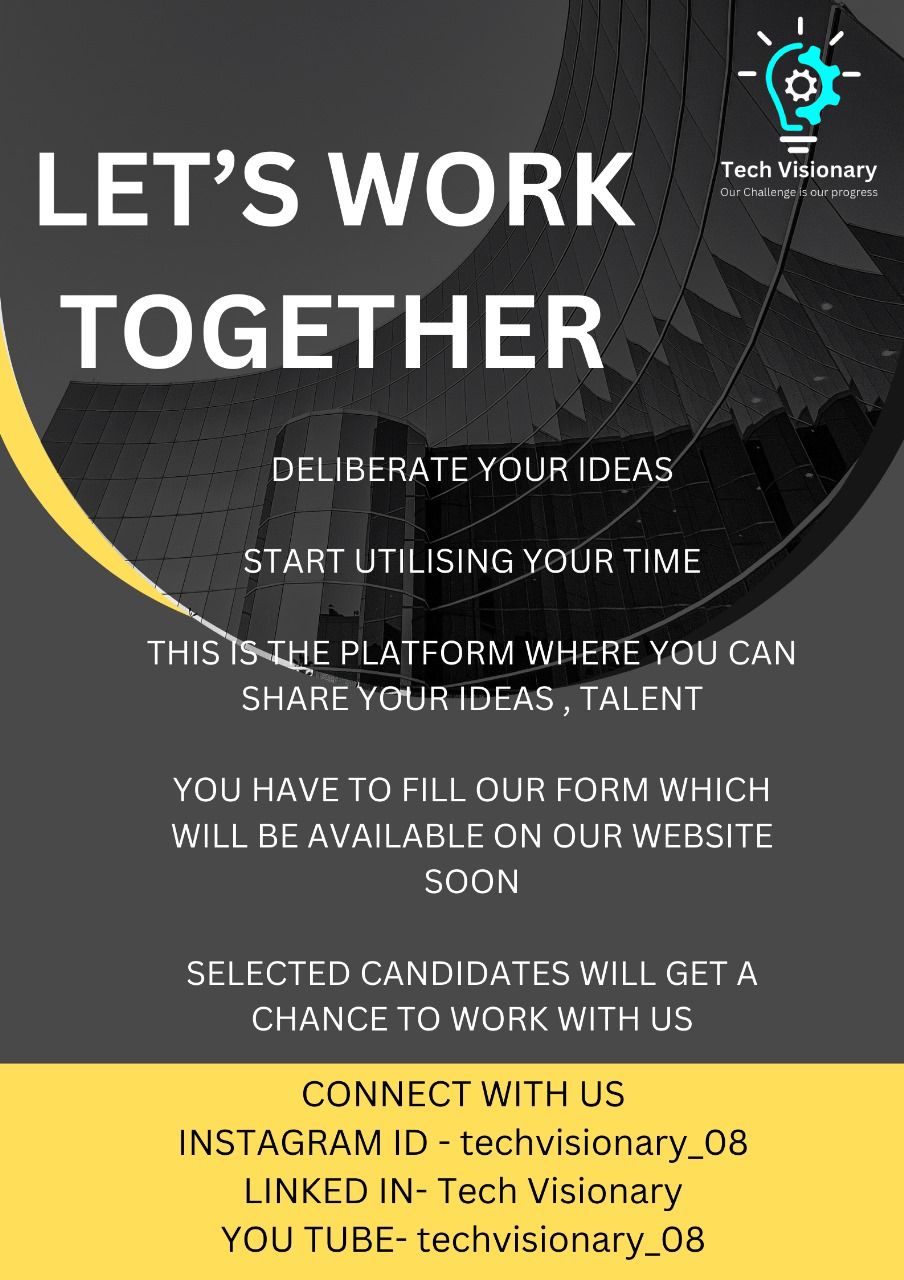 Tech Visionary
Our Challenge is our progress
LET’S WORK
TOGETHER
DELIBERATE YOUR IDEAS
START UTILISING YOUR TIME
THIS IS THE PLATFORM WHERE YOU CAN
SHARE YOUR IDEAS , TALENT
YOU HAVE TO FILL OUR FORM WHICH
WILL BE AVAILABLE ON OUR WEBSITE
SOON
SELECTED CANDIDATES WILL GET A
CHANCE TO WORK WITH US
CONNECT WITH US
INSTAGRAM ID - techvisionary_08
LINKED IN- Tech Visionary
YOU TUBE- techvisionary_08